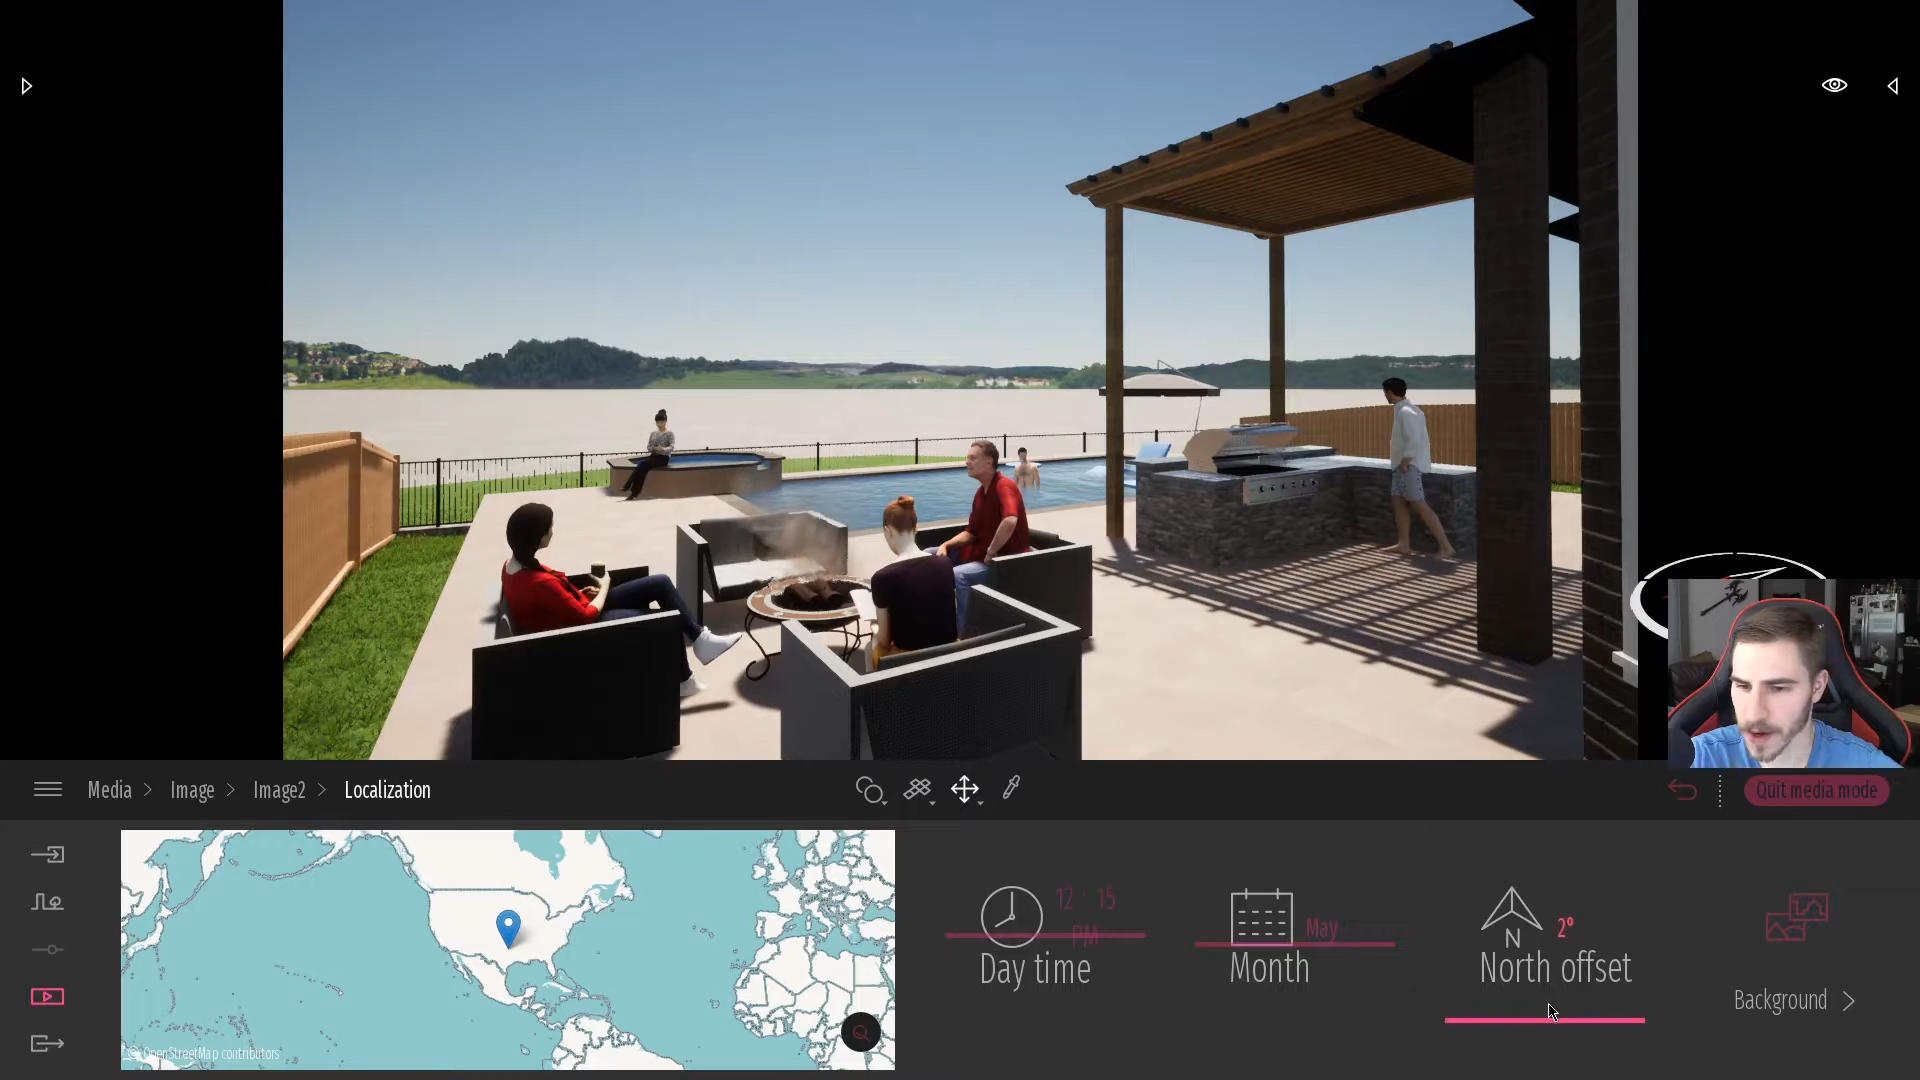 Media
Image
Image2
Localization
Quit media mode
12 : 15
PM
Day time
May
Month
N
2°
North offset
Background
© OpenStreetMap contributors